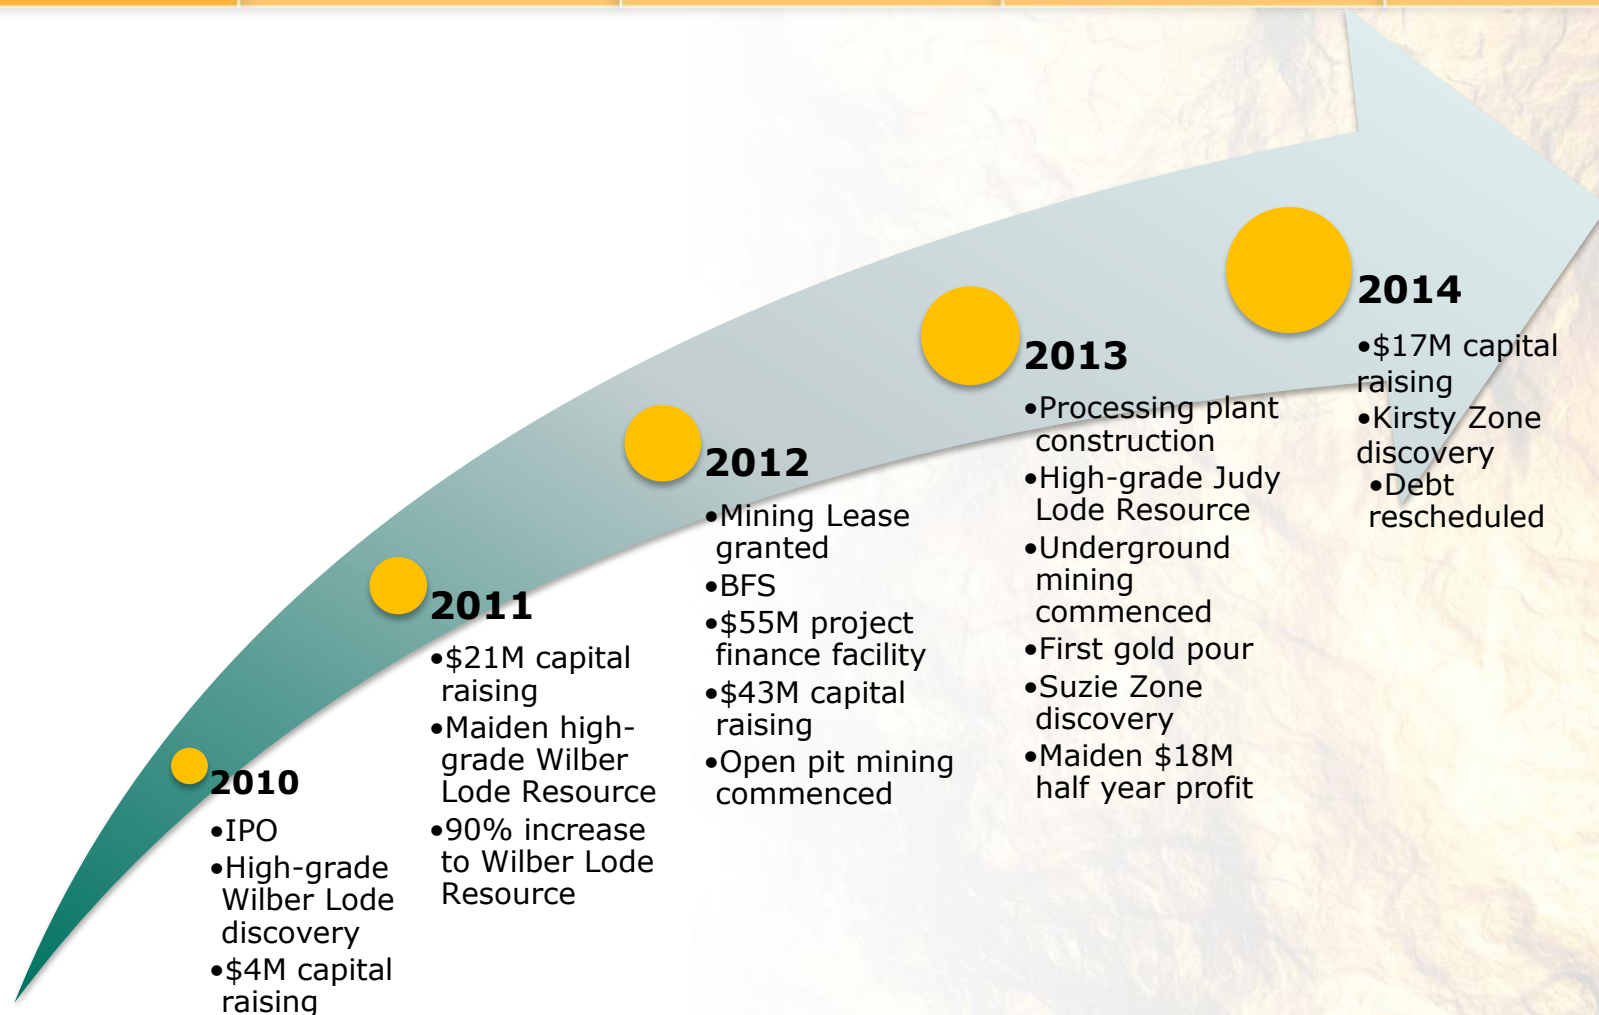 2010
•IPO
•High-grade
Wilber Lode
discovery
•$4M capital
raising
2011
•$21M capital
raising
•Maiden high-
grade Wilber
Lode Resource
•90% increase
to Wilber Lode
Resource
2012
•Mining Lease
granted
•BFS
•$55M project
finance facility
•$43M capital
raising
•Open pit mining
commenced
2013
•Processing plant
construction
•High-grade Judy
Lode Resource
•Underground
mining
commenced
•First gold pour
•Suzie Zone
discovery
•Maiden $18M
half year profit
2014
•$17M capital
raising
•Kirsty Zone
discovery
•Debt
rescheduled